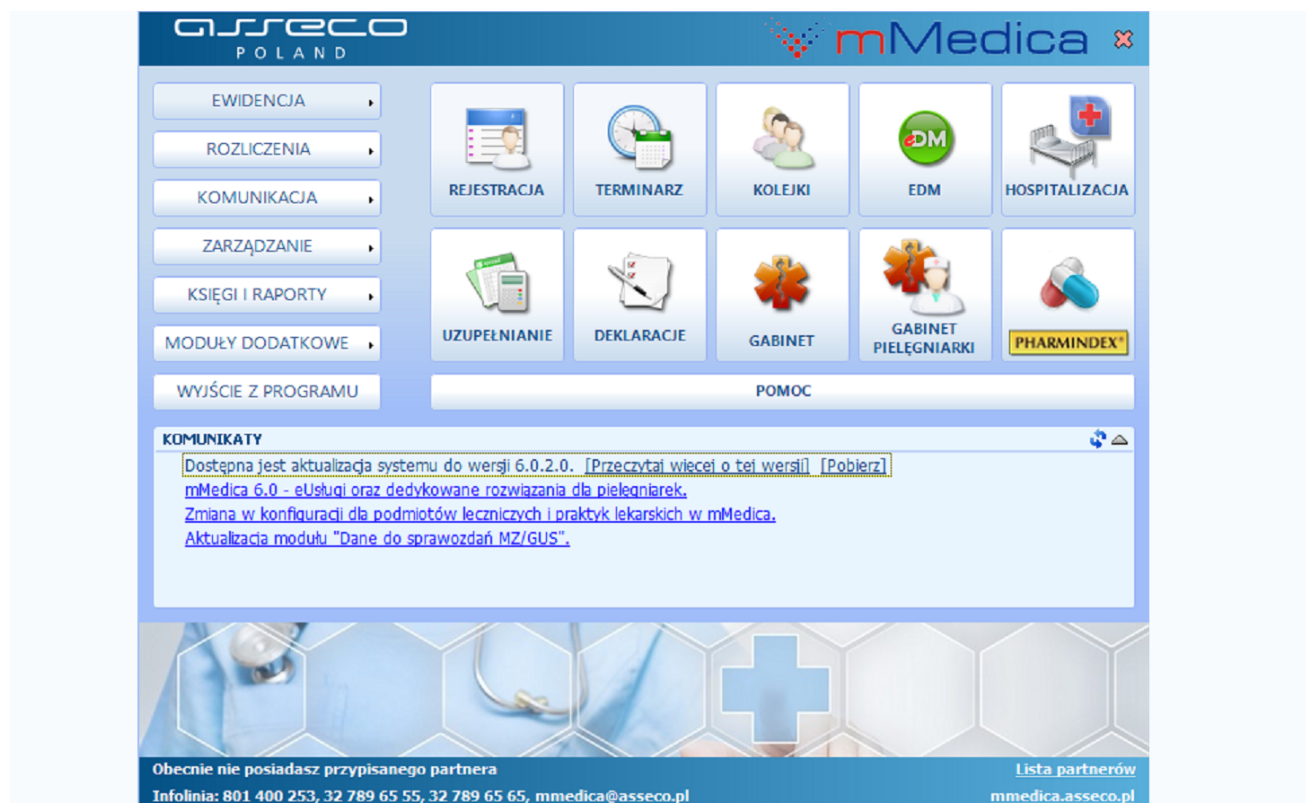 asseco
POLAND
mMedica
EWIDENCJA
ROZLICZENIA
KOMUNIKACJA
ZARZĄDZANIE
KSIĘGI I RAPORTY
MODUŁY DODATKOWE
WYJŚCIE Z PROGRAMU
REJESTRACJA
TERMINARZ
KOLEJKI
eDM
EDM
HOSPITALIZACJA
UZUPEŁNIANIE
DEKLARACJE
GABINET
GABINET
PIELĘGNIARKI
PHARMINDEX®
POMOC
KOMUNIKATY
Dostępna jest aktualizacja systemu do wersji 6.0.2.0. [Przeczytaj więcej o tej wersji] [Pobierz]
mMedica 6.0 - eUsługi oraz dedykowane rozwiązania dla pielęgniarek.
Zmiana w konfiguracji dla podmiotów leczniczych i praktyk lekarskich w mMedica.
Aktualizacja modułu "Dane do sprawozdań MZ/GUS".
Obecnie nie posiadasz przypisanego partnera
Lista partnerów
Infolinia: 801 400 253, 32 789 65 55, 32 789 65 65, mmedica@asseco.pl
mmedica.asseco.pl